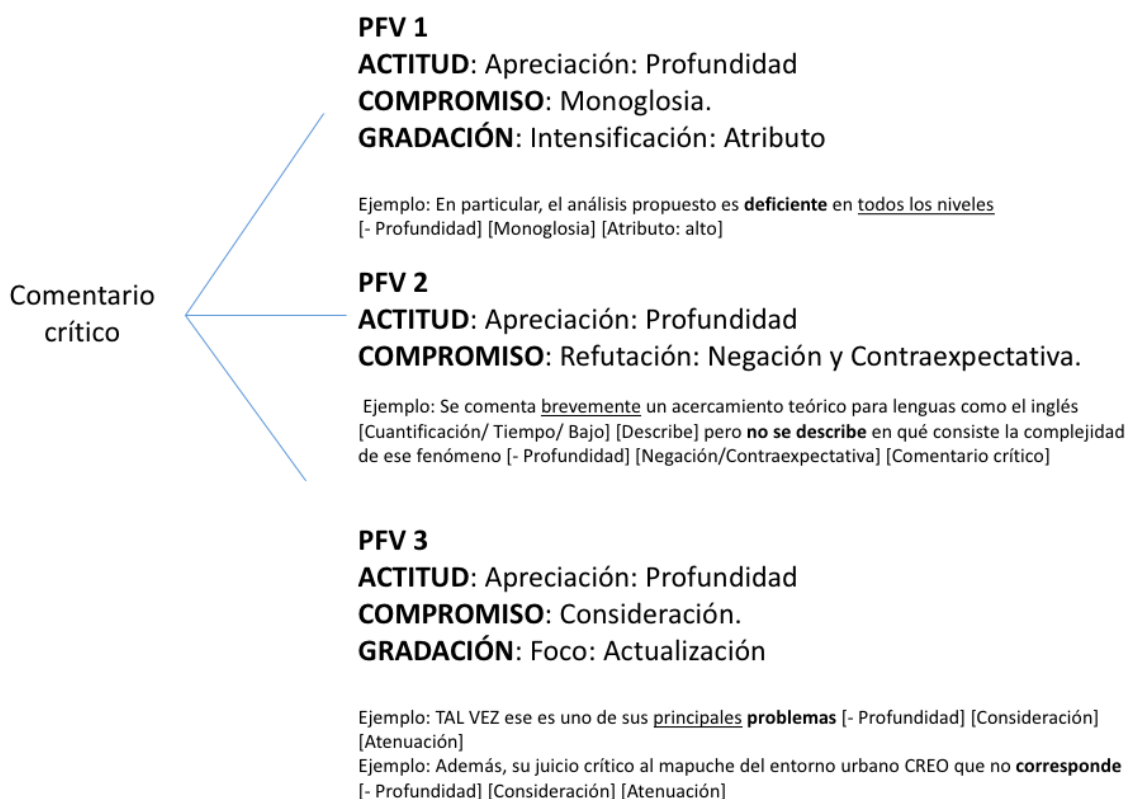 PFV 1
ACTITUD: Apreciación: Profundidad
COMPROMISO: Monoglosia.
GRADACIÓN: Intensificación: Atributo
Ejemplo: En particular, el análisis propuesto es deficiente en todos los niveles
[- Profundidad] [Monoglosia] [Atributo: alto]
Comentario
crítico
PFV 2
ACTITUD: Apreciación: Profundidad
COMPROMISO: Refutación: Negación y Contraexpectativa.
Ejemplo: Se comenta brevemente un acercamiento teórico para lenguas como el inglés
[Cuantificación/ Tiempo/ Bajo] [Describe] pero no se describe en qué consiste la complejidad
de ese fenómeno [- Profundidad] [Negación/Contraexpectativa] [Comentario crítico]
PFV 3
ACTITUD: Apreciación: Profundidad
COMPROMISO: Consideración.
GRADACIÓN: Foco: Actualización
Ejemplo: TAL VEZ ese es uno de sus principales problemas [- Profundidad] [Consideración]
[Atenuación]
Ejemplo: Además, su juicio crítico al mapuche del entorno urbano CREO que no corresponde
[- Profundidad] [Consideración] [Atenuación]